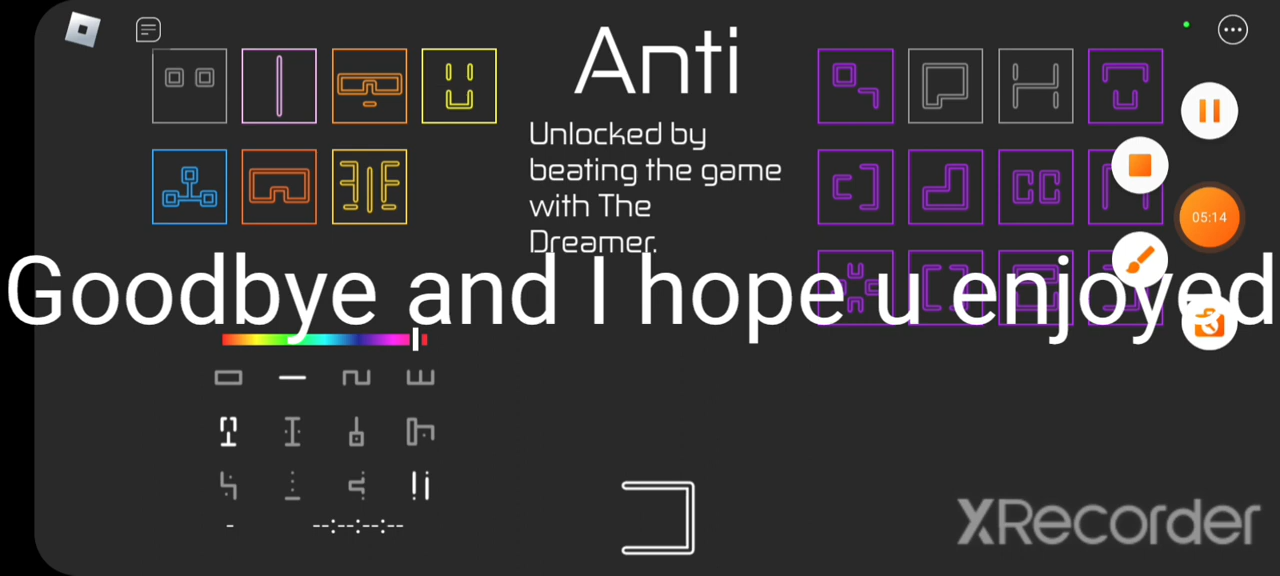 Anti
Unlocked by
beating the game
with The
Dreamer.
05:14
Goodbye and I hope u enjoyed
- --:--:--:--
XRecorder